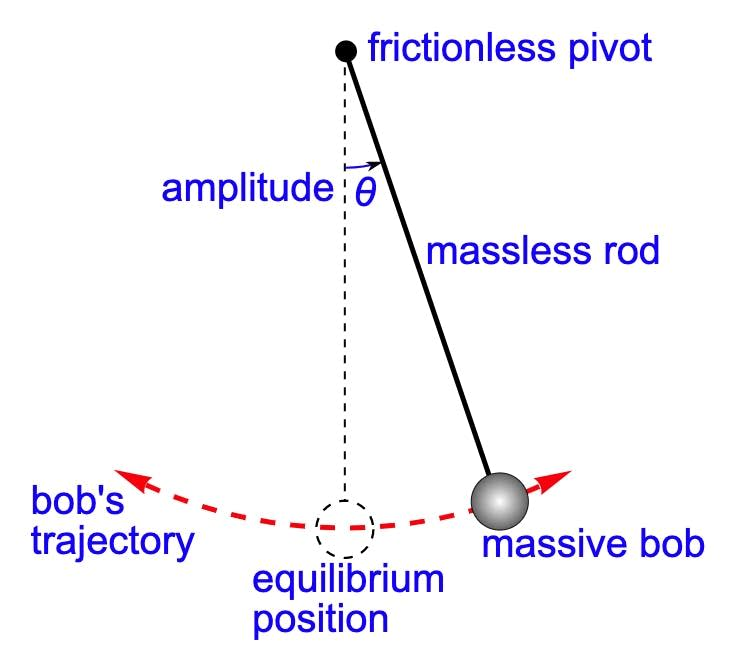 frictionless pivot
amplitude
θ
massless rod
bob's
trajectory
massive bob
equilibrium
position